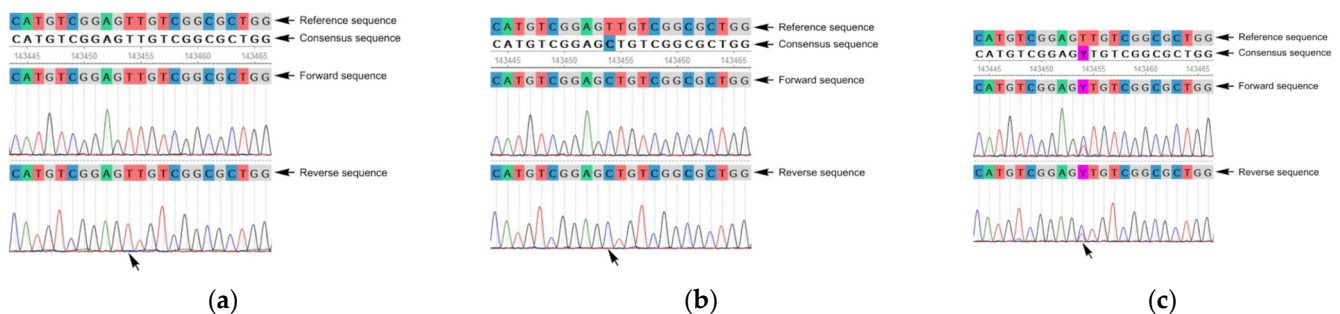 CATGTCGGAGTTGTCGGCGCTGG Reference sequence
CATGTCGGAGTTGTCGGCGCTGG Consensus sequence
143445 143450 143455 143460 143465
CATGTCGGAGTTGTCGGCGCTGG Forward sequence
CATGTCGGAGTTGTCGGCGCTGG Reverse sequence
(a)
CATGTCGGAGTTGTCGGCGCTGG Reference sequence
CATGTCGGAGCTGTCGGCGCTGG Consensus sequence
143445 143450 143455 143460 143465
CATGTCGGAGCTGTCGGCGCTGG Forward sequence
CATGTCGGAGCTGTCGGCGCTGG Reverse sequence
(b)
CATGTCGGAGTTGTCGGCGCTGG Reference sequence
CATGTCGGAGYTGTCGGCGCTGG Consensus sequence
143445 143450 143455 143460 143465
CATGTCGGAGYTGTCGGCGCTGG Forward sequence
CATGTCGGAGYTGTCGGCGCTGG Reverse sequence
(c)